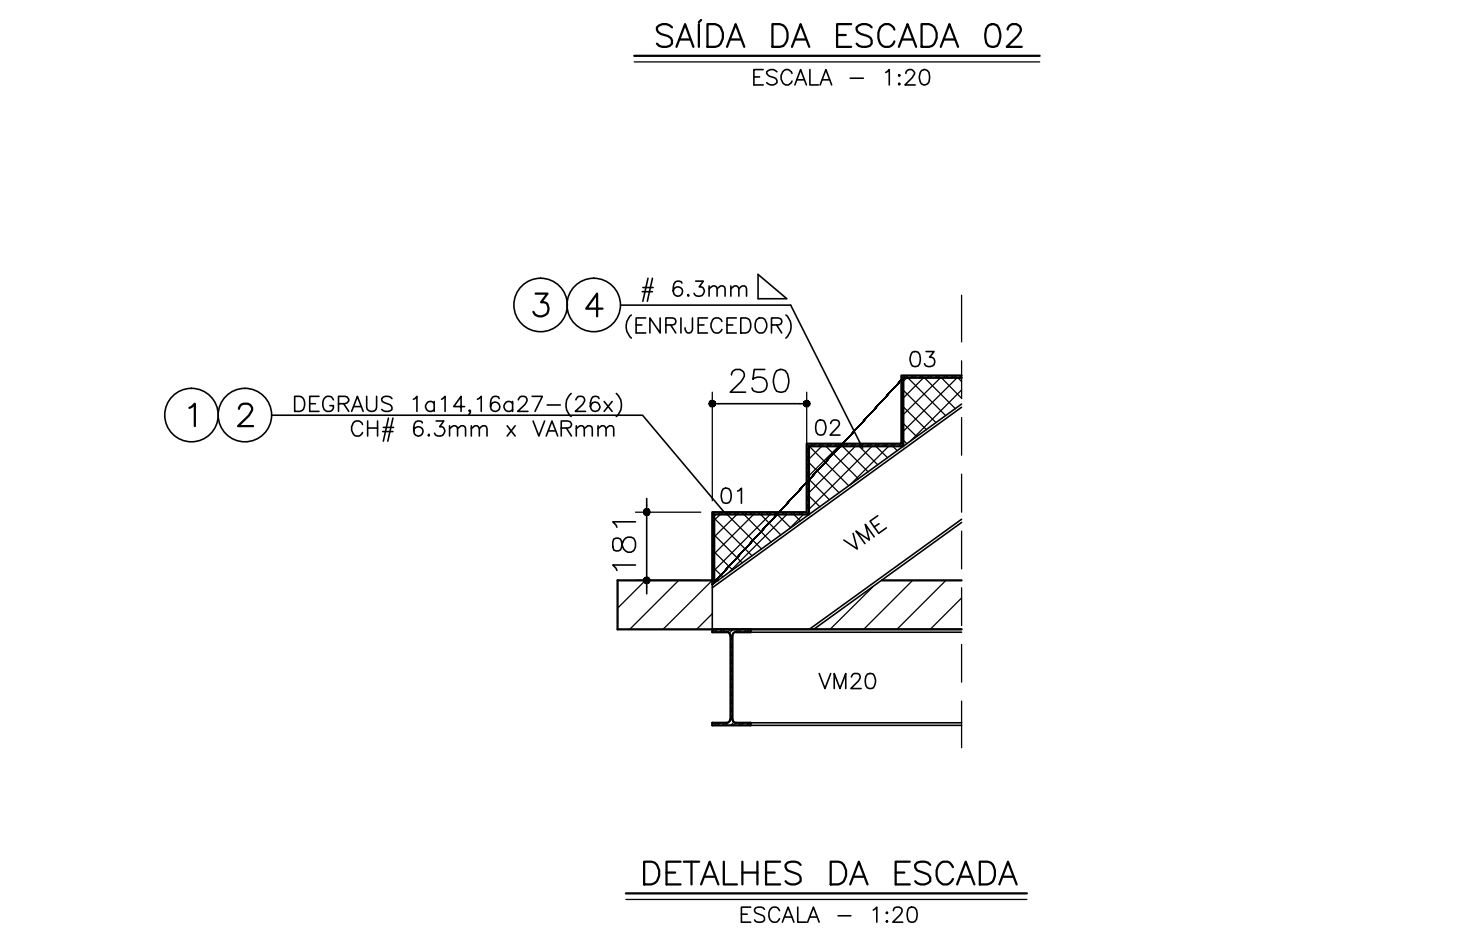 SAÍDA DA ESCADA 02
ESCALA - 1:20
3 4 # 6.3mm
(ENRIJECEDOR)
03
250
1 2 DEGRAUS 1a14,16a27-(26x)
CH# 6.3mm x VARmm
02
01
181
VME
VM20
DETALHES DA ESCADA
ESCALA - 1:20